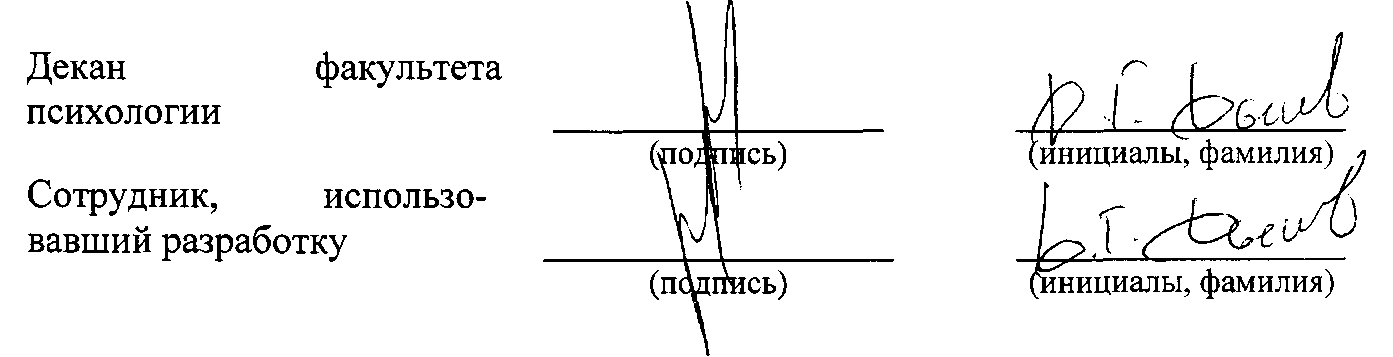 Декан факультета
психологии
(подпись) (инициалы, фамилия)
Сотрудник, использо-
вавший разработку
(подпись) (инициалы, фамилия)